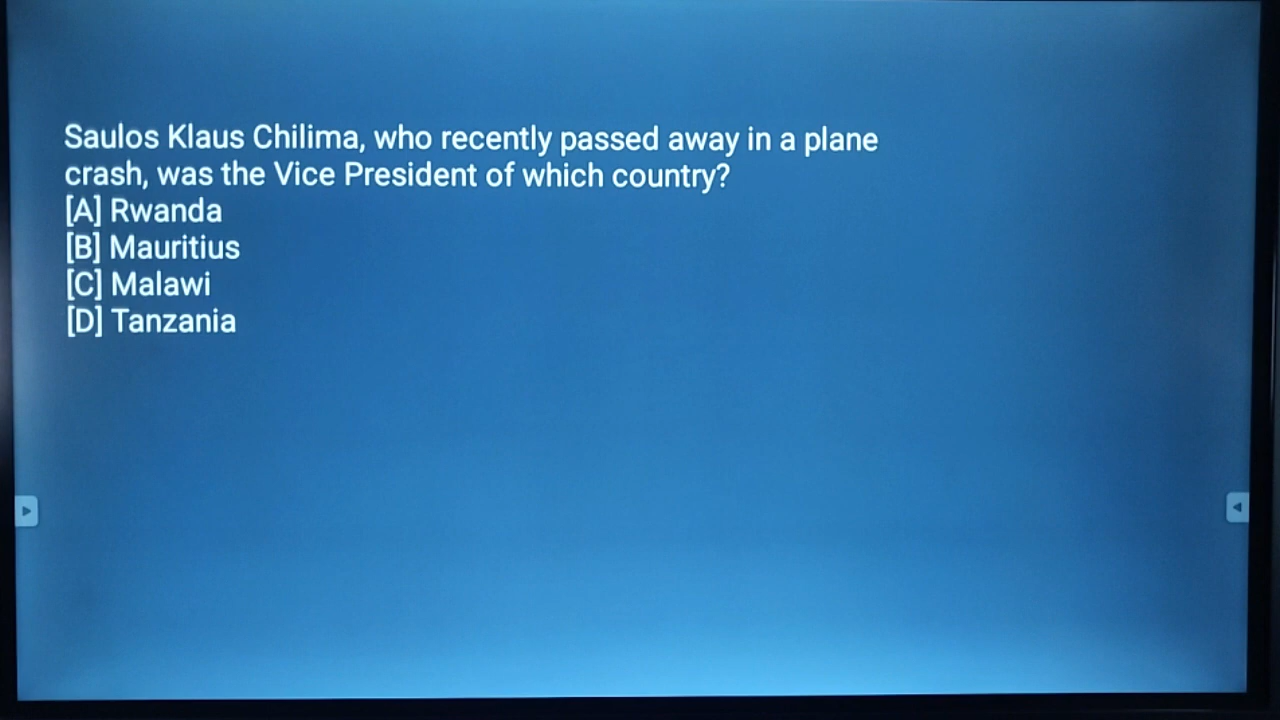 Saulos Klaus Chilima, who recently passed away in a plane
crash, was the Vice President of which country?
[A] Rwanda
[B] Mauritius
[C] Malawi
[D] Tanzania